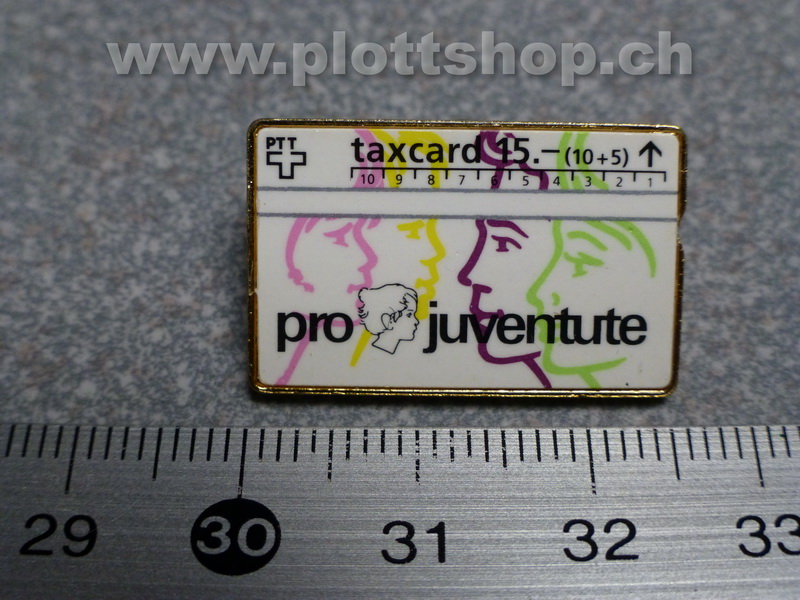 www.plottshop.ch
PTT
taxcard 15.– (10+5) ↑
10 9 8 7 6 5 4 3 2 1
pro juventute
29 30 31 32 33